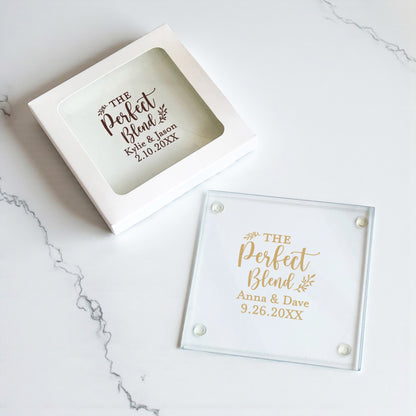 THE
Perfect
Blend
Kylie & Jason
2.10.20XX
THE
Perfect
Blend
Anna & Dave
9.26.20XX